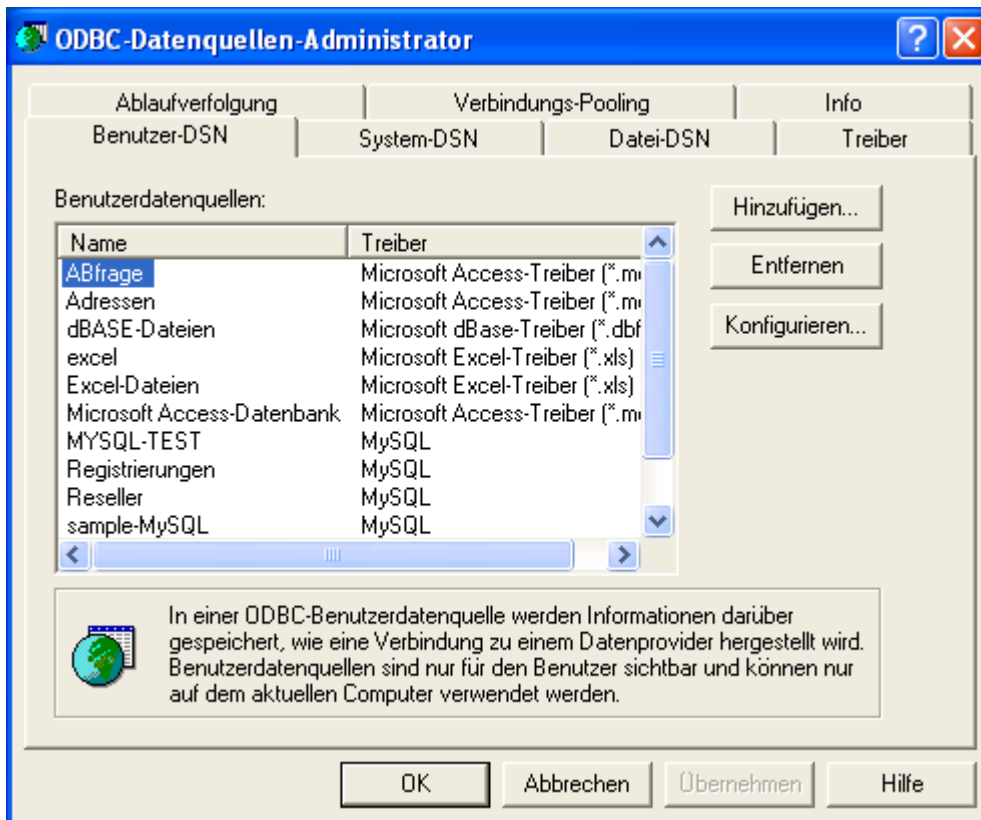 ODBC-Datenquellen-Administrator
Ablaufverfolgung Verbindungs-Pooling Info
Benutzer-DSN System-DSN Datei-DSN Treiber
Benutzerdatenquellen:
Hinzufügen...
Name Treiber
Entfernen
ABfrage Microsoft Access-Treiber (*.m
Adressen Microsoft Access-Treiber (*.m
dBASE-Dateien Microsoft dBase-Treiber (*.dbf
Konfigurieren...
excel Microsoft Excel-Treiber (*.xls)
Excel-Dateien Microsoft Excel-Treiber (*.xls)
Microsoft Access-Datenbank Microsoft Access-Treiber (*.m
MYSQL-TEST MySQL
Registrierungen MySQL
Reseller MySQL
sample-MySQL MySQL
In einer ODBC-Benutzerdatenquelle werden Informationen darüber
gespeichert, wie eine Verbindung zu einem Datenprovider hergestellt wird.
Benutzerdatenquellen sind nur für den Benutzer sichtbar und können nur
auf dem aktuellen Computer verwendet werden.
OK Abbrechen Übernehmen Hilfe